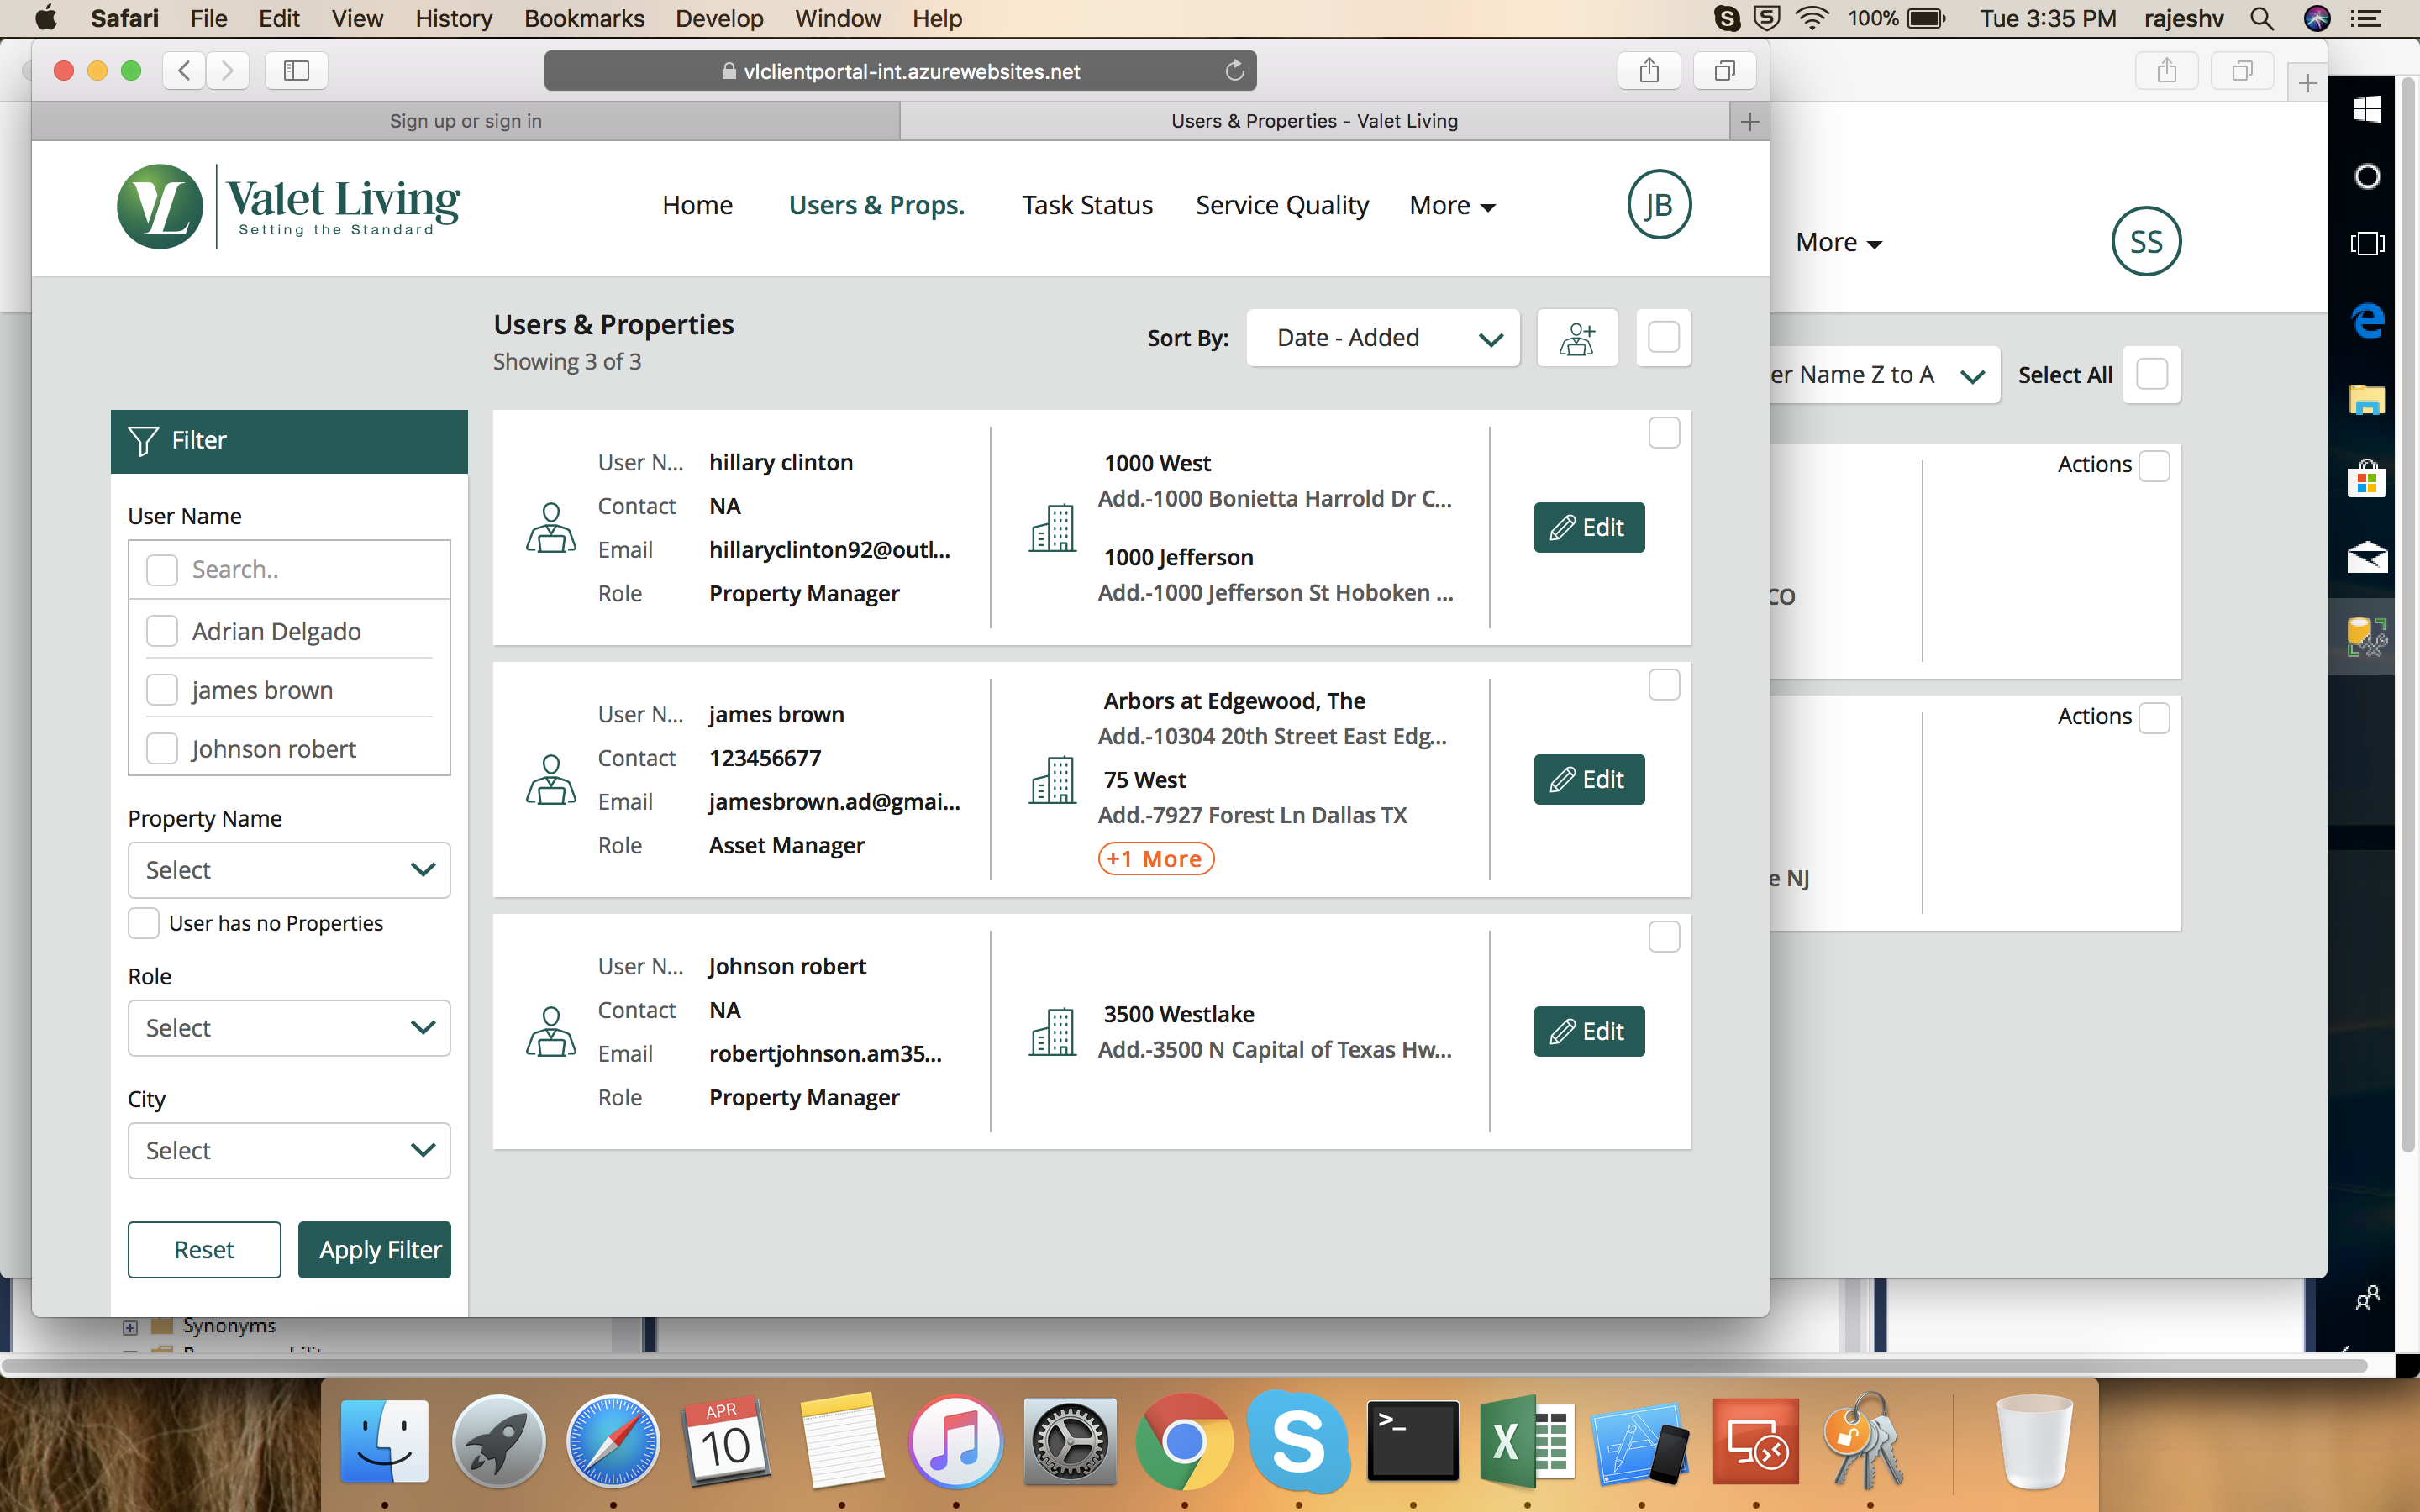 Safari File Edit View History Bookmarks Develop Window Help
100% Tue 3:35 PM rajeshv
vlclientportal-int.azurewebsites.net
Sign up or sign in
Users & Properties - Valet Living
VL Valet Living
Setting the Standard
Home Users & Props. Task Status Service Quality More JB
More SS
Users & Properties
Showing 3 of 3
Sort By: Date - Added
er Name Z to A Select All
Filter
User Name
Search..
Adrian Delgado
james brown
Johnson robert
Property Name
Select
User has no Properties
Role
Select
City
Select
Reset Apply Filter
User N... hillary clinton
Contact NA
Email hillaryclinton92@outl...
Role Property Manager
1000 West
Add.-1000 Bonietta Harrold Dr C...
1000 Jefferson
Add.-1000 Jefferson St Hoboken ...
Edit
User N... james brown
Contact 123456677
Email jamesbrown.ad@gmai...
Role Asset Manager
Arbors at Edgewood, The
Add.-10304 20th Street East Edg...
75 West
Add.-7927 Forest Ln Dallas TX
+1 More
Edit
User N... Johnson robert
Contact NA
Email robertjohnson.am35...
Role Property Manager
3500 Westlake
Add.-3500 N Capital of Texas Hw...
Edit
Actions
CO
Actions
e NJ
Synonyms
APR
10